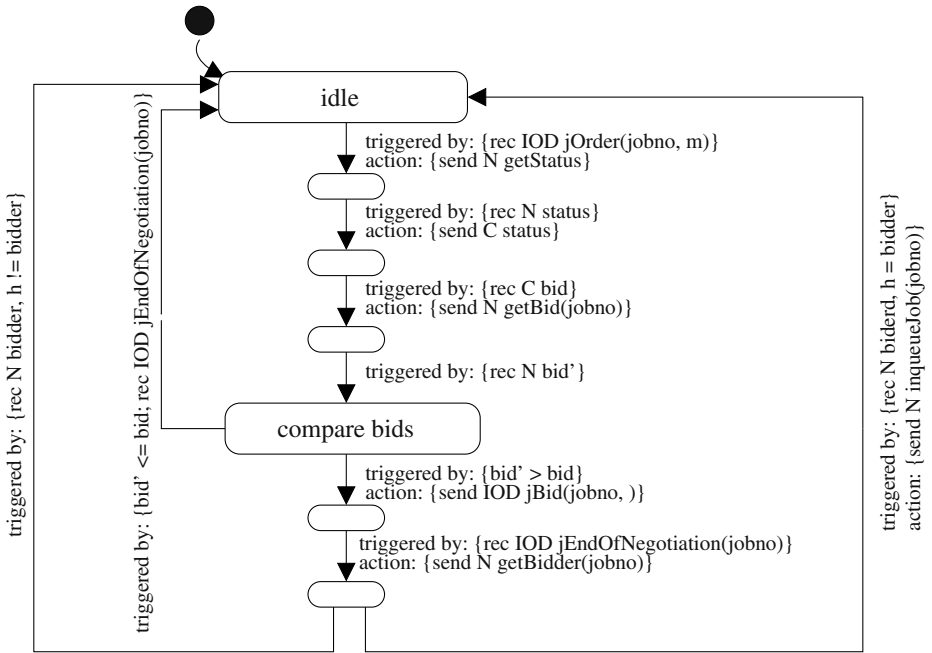 idle
triggered by: {rec IOD jOrder(jobno, m)}
action: {send N getStatus}
triggered by: {rec N status}
action: {send C status}
triggered by: {rec C bid}
action: {send N getBid(jobno)}
triggered by: {rec N bid’}
compare bids
triggered by: {bid’ > bid}
action: {send IOD jBid(jobno, )}
triggered by: {rec IOD jEndOfNegotiation(jobno)}
action: {send N getBidder(jobno)}
triggered by: {rec N bidder, h != bidder}
triggered by: {bid’ <= bid; rec IOD jEndOfNegotiation(jobno)}
triggered by: {rec N biderd, h = bidder}
action: {send N inqueueJob(jobno)}